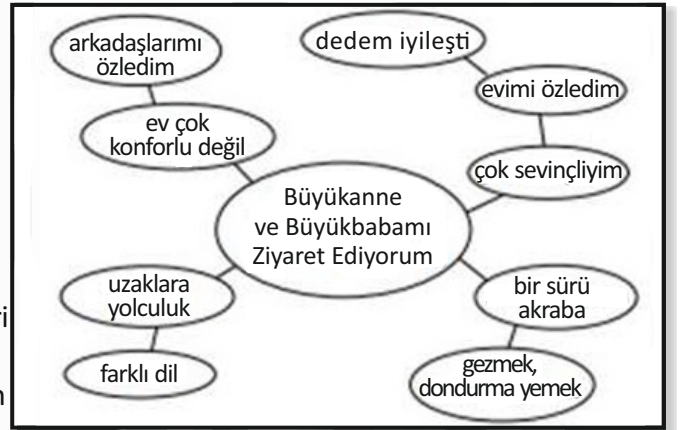 arkadaşlarımı
özledim
ev çok
konforlu değil
dedem iyileşti
evimi özledim
çok sevinçliyim
Büyükanne
ve Büyükbabamı
Ziyaret Ediyorum
uzaklara
yolculuk
farklı dil
bir sürü
akraba
gezmek,
dondurma yemek